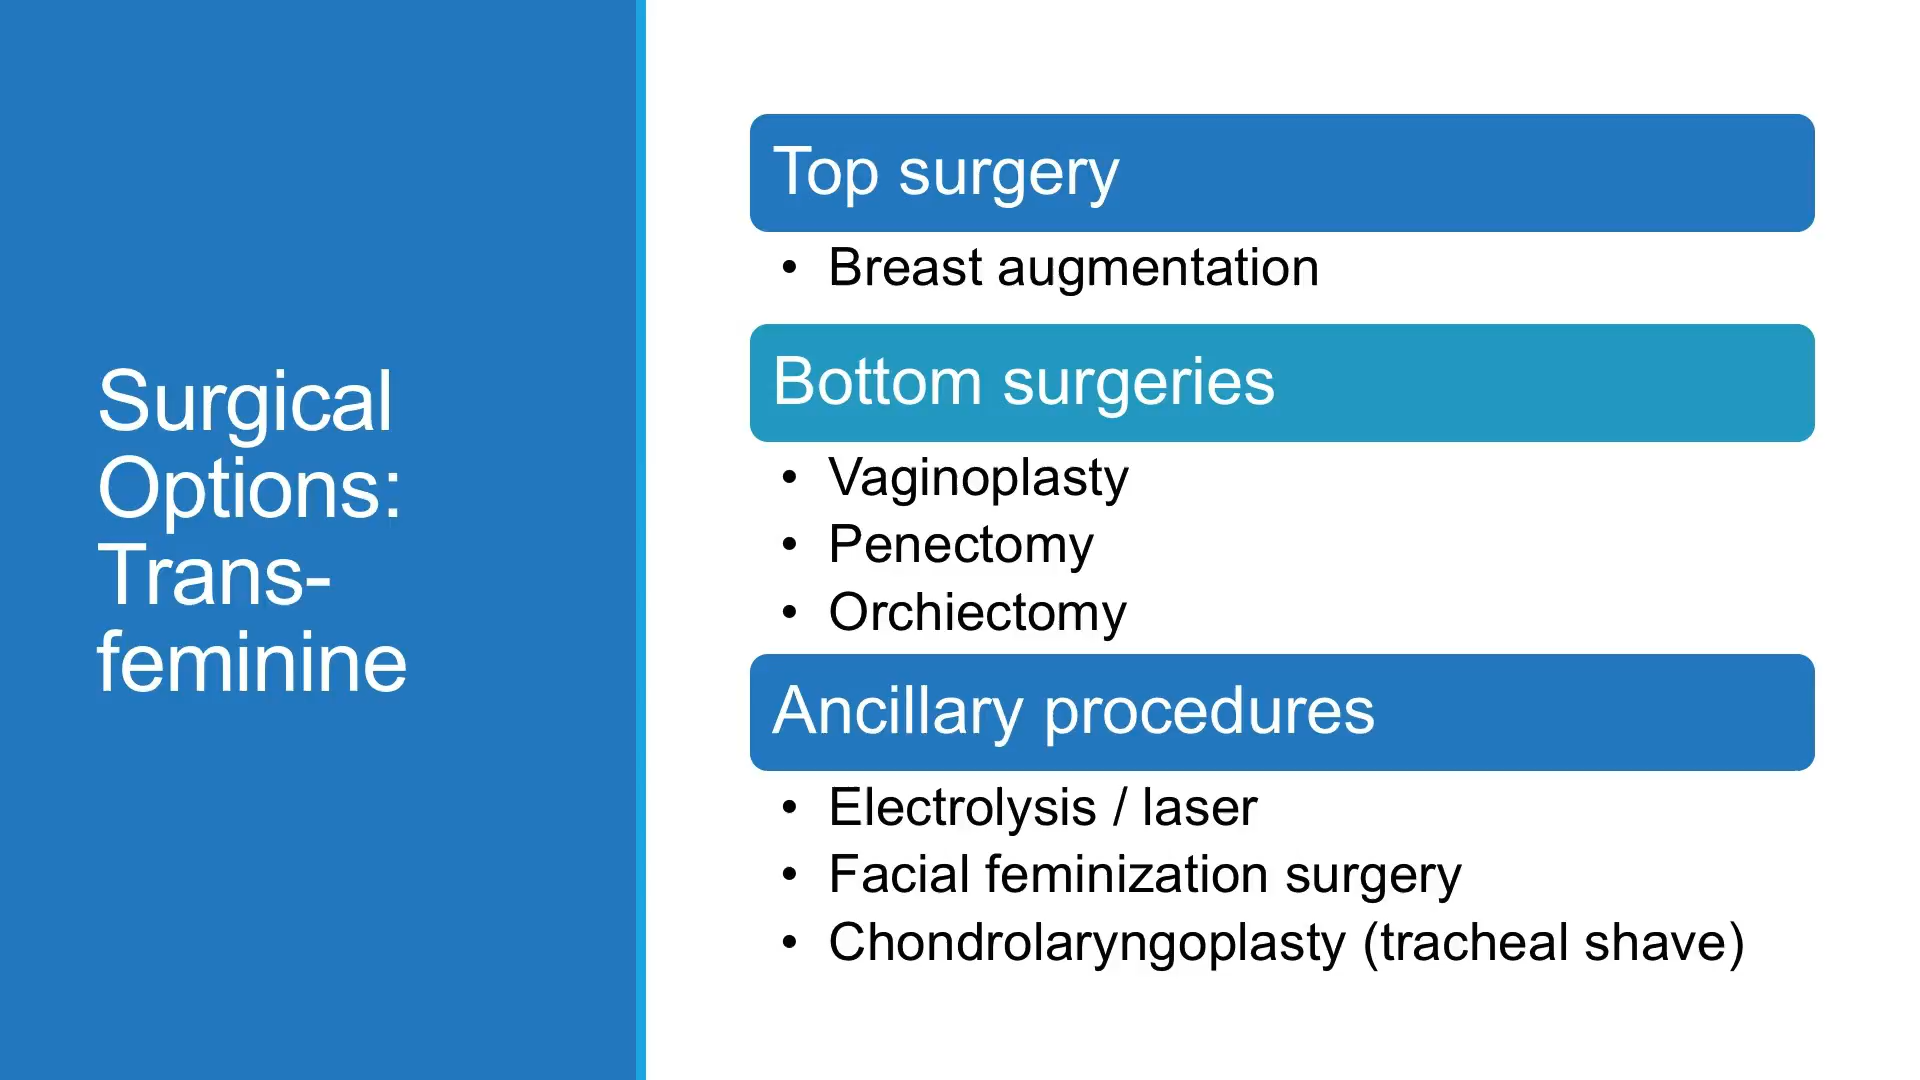 Surgical
Options:
Trans-
feminine
Top surgery
• Breast augmentation
Bottom surgeries
• Vaginoplasty
• Penectomy
• Orchiectomy
Ancillary procedures
• Electrolysis / laser
• Facial feminization surgery
• Chondrolaryngoplasty (tracheal shave)